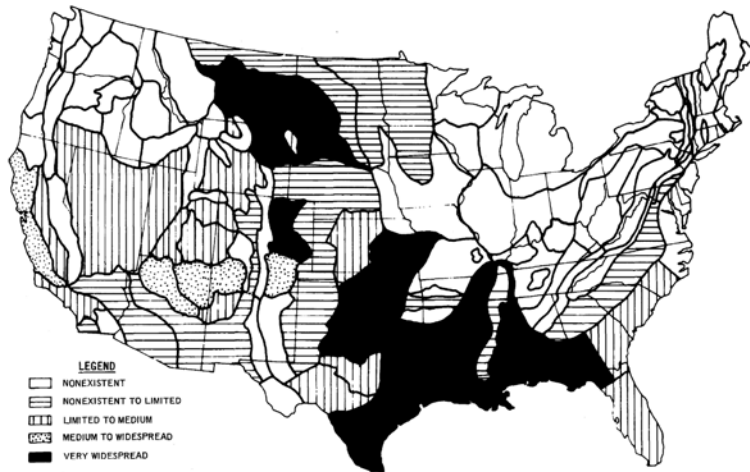 LEGEND
NONEXISTENT
NONEXISTENT TO LIMITED
LIMITED TO MEDIUM
MEDIUM TO WIDESPREAD
VERY WIDESPREAD